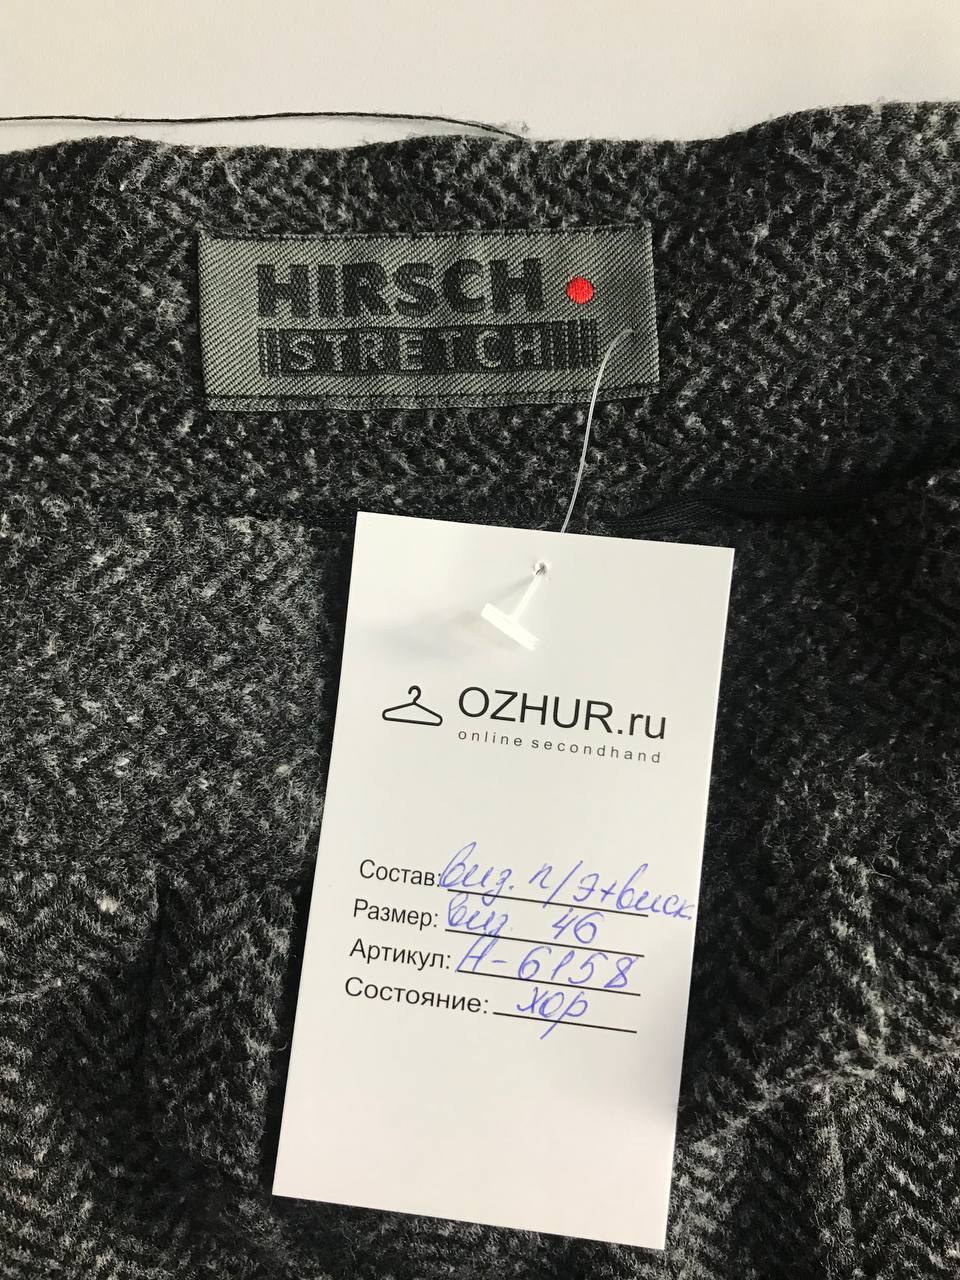 HIRSCH
STRETCH
OZHUR.ru
online secondhand
Состав: виз. п/э+виск
Размер: виз. 46
Артикул: Н-6158
Состояние: хор